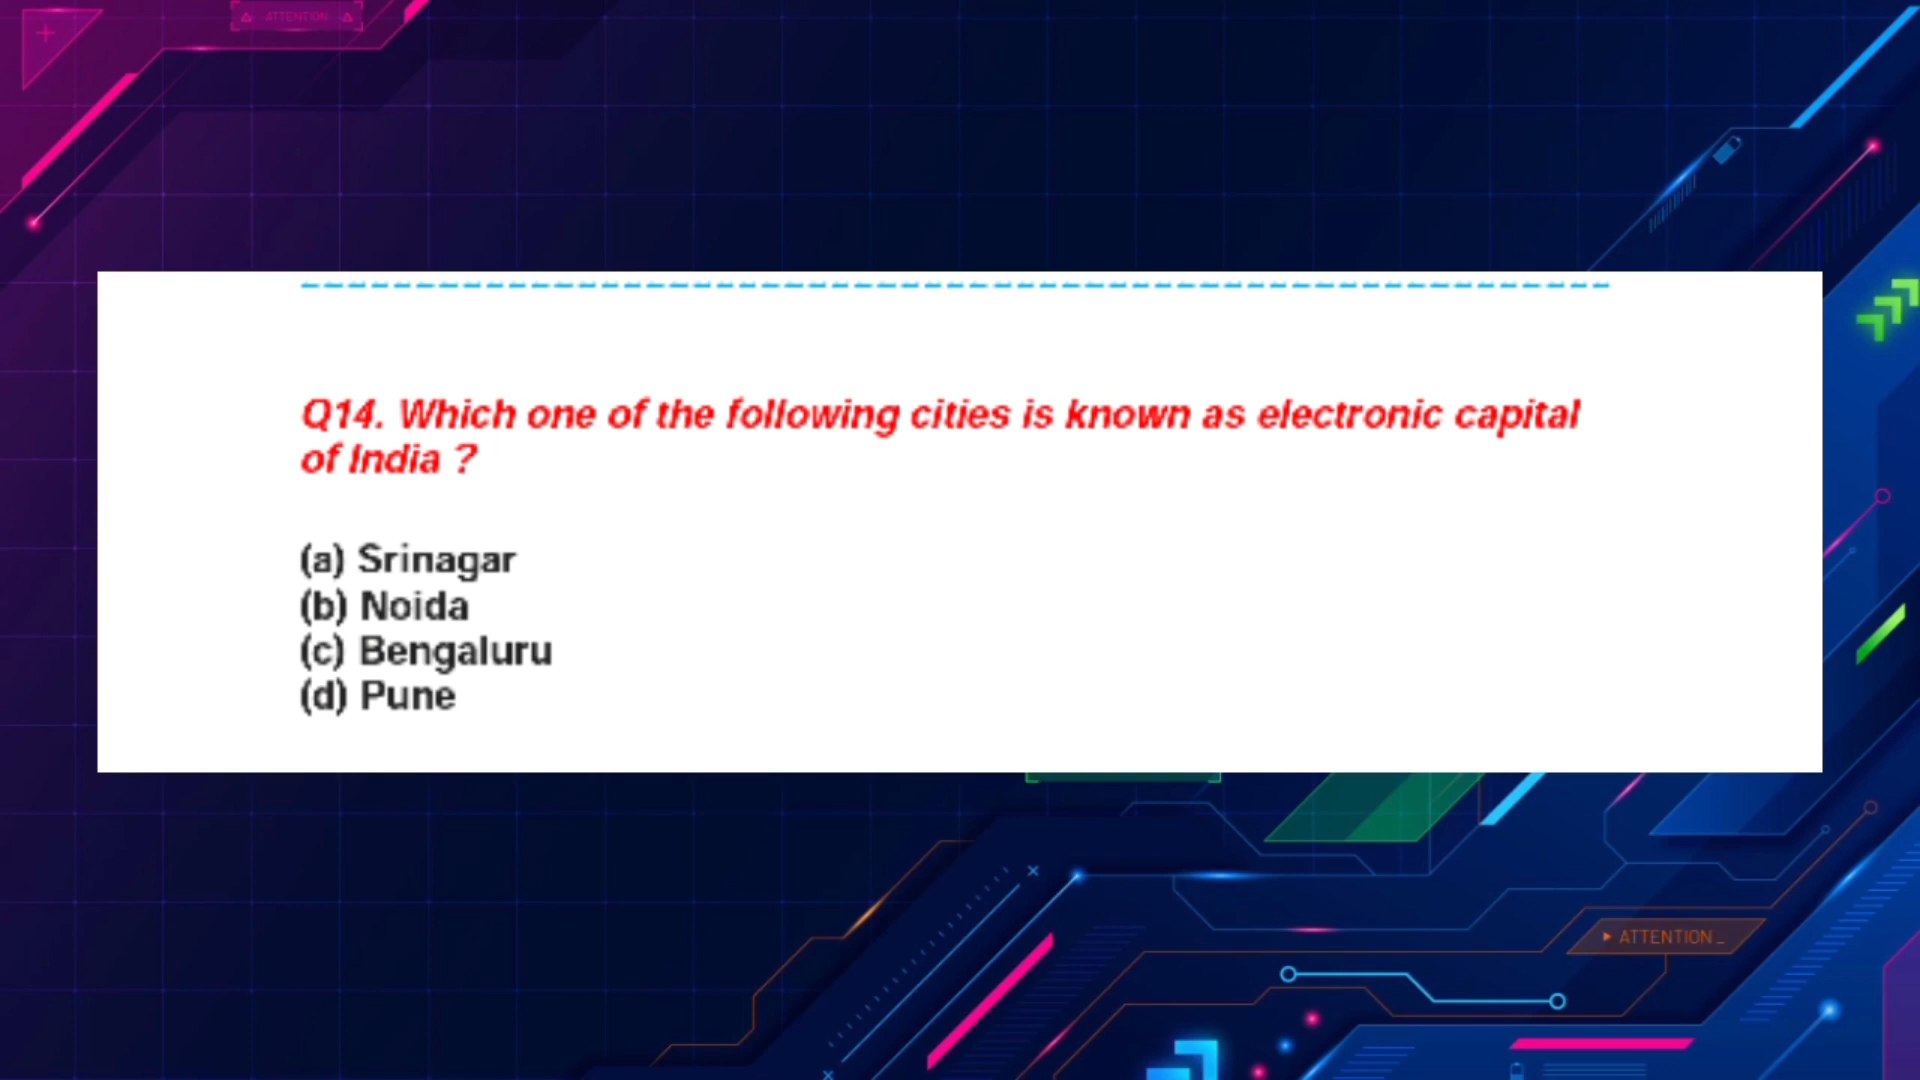 ATTENTION
Q14. Which one of the following cities is known as electronic capital
of India ?
(a) Srinagar
(b) Noida
(c) Bengaluru
(d) Pune
ATTENTION _